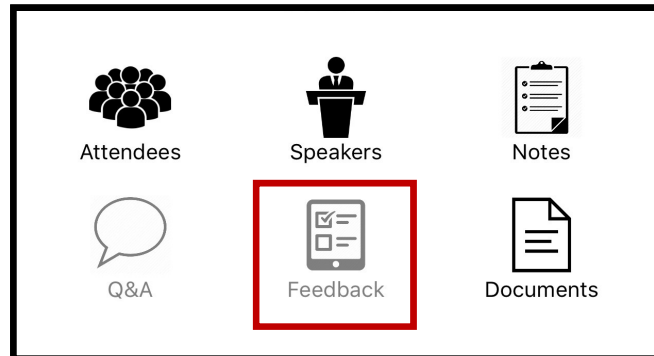 Attendees
Speakers
Notes
Q&A
Feedback
Documents